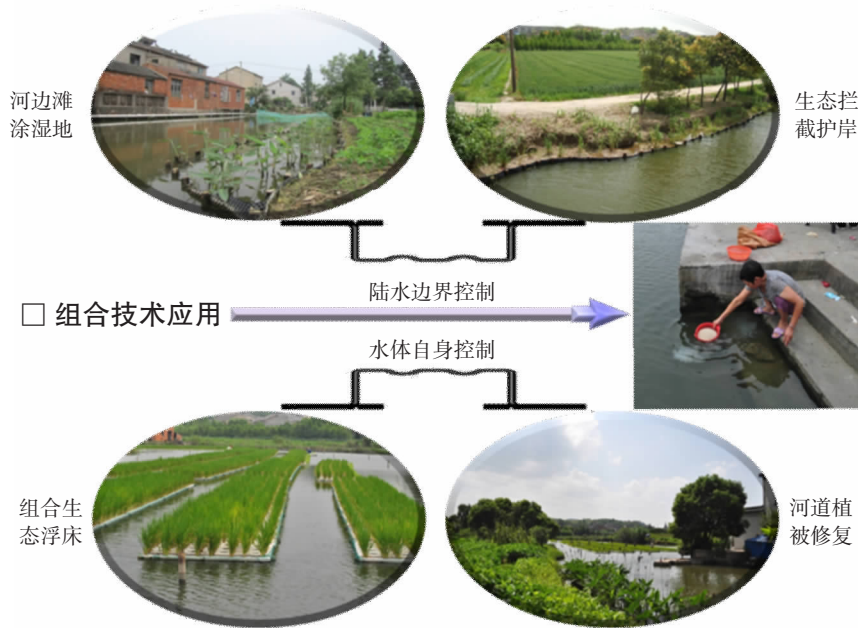 河边滩
涂湿地
生态拦
截护岸
陆水边界控制
□ 组合技术应用
水体自身控制
组合生
态浮床
河道植
被修复